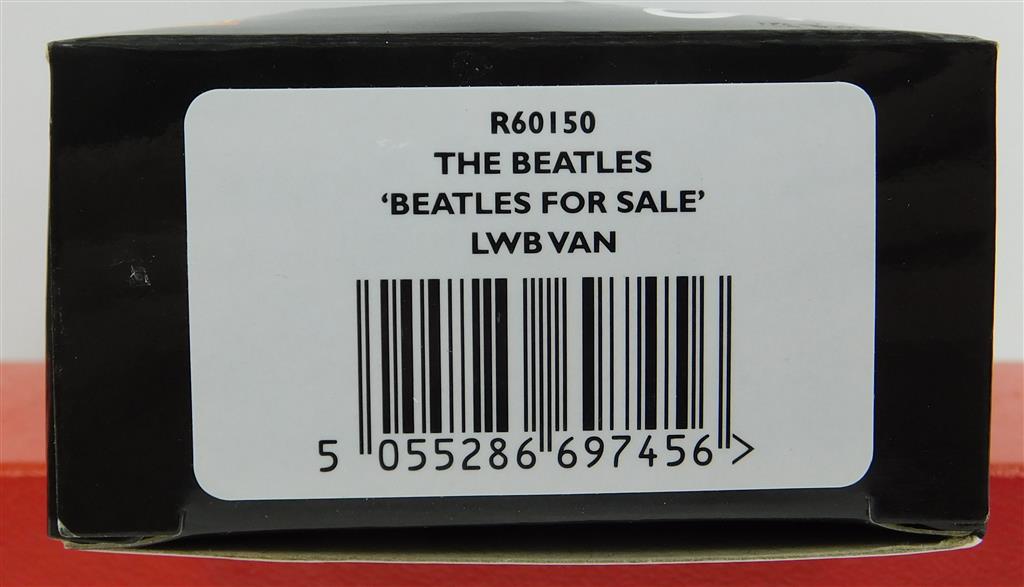 R60150
THE BEATLES
‘BEATLES FOR SALE’
LWB VAN
5 055286 697456 >